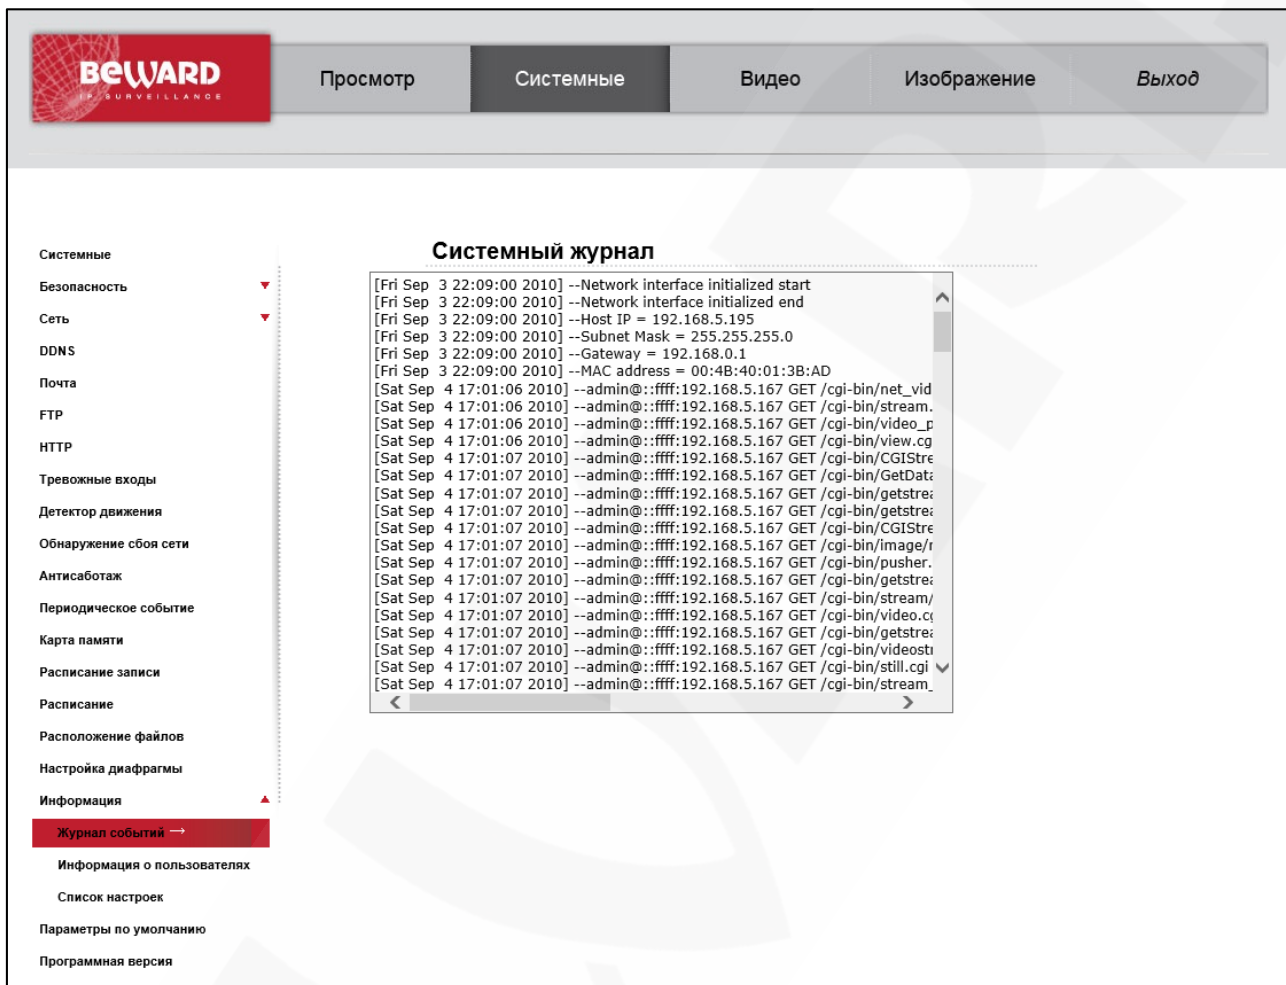 BEWARD
IP SURVEILLANCE
Просмотр
Системные
Видео
Изображение
Выход
Системные
Безопасность
Сеть
DDNS
Почта
FTP
HTTP
Тревожные входы
Детектор движения
Обнаружение сбоя сети
Антисаботаж
Периодическое событие
Карта памяти
Расписание записи
Расписание
Расположение файлов
Настройка диафрагмы
Информация
Журнал событий →
Информация о пользователях
Список настроек
Параметры по умолчанию
Программная версия
Системный журнал
[Fri Sep  3 22:09:00 2010] --Network interface initialized start
[Fri Sep  3 22:09:00 2010] --Network interface initialized end
[Fri Sep  3 22:09:00 2010] --Host IP = 192.168.5.195
[Fri Sep  3 22:09:00 2010] --Subnet Mask = 255.255.255.0
[Fri Sep  3 22:09:00 2010] --Gateway = 192.168.0.1
[Fri Sep  3 22:09:00 2010] --MAC address = 00:4B:40:01:3B:AD
[Sat Sep  4 17:01:06 2010] --admin@::ffff:192.168.5.167 GET /cgi-bin/net_vid
[Sat Sep  4 17:01:06 2010] --admin@::ffff:192.168.5.167 GET /cgi-bin/stream.
[Sat Sep  4 17:01:06 2010] --admin@::ffff:192.168.5.167 GET /cgi-bin/video_p
[Sat Sep  4 17:01:06 2010] --admin@::ffff:192.168.5.167 GET /cgi-bin/view.cg
[Sat Sep  4 17:01:07 2010] --admin@::ffff:192.168.5.167 GET /cgi-bin/CGIStre
[Sat Sep  4 17:01:07 2010] --admin@::ffff:192.168.5.167 GET /cgi-bin/GetData
[Sat Sep  4 17:01:07 2010] --admin@::ffff:192.168.5.167 GET /cgi-bin/getstrea
[Sat Sep  4 17:01:07 2010] --admin@::ffff:192.168.5.167 GET /cgi-bin/getstrea
[Sat Sep  4 17:01:07 2010] --admin@::ffff:192.168.5.167 GET /cgi-bin/CGIStre
[Sat Sep  4 17:01:07 2010] --admin@::ffff:192.168.5.167 GET /cgi-bin/image/r
[Sat Sep  4 17:01:07 2010] --admin@::ffff:192.168.5.167 GET /cgi-bin/pusher.
[Sat Sep  4 17:01:07 2010] --admin@::ffff:192.168.5.167 GET /cgi-bin/getstrea
[Sat Sep  4 17:01:07 2010] --admin@::ffff:192.168.5.167 GET /cgi-bin/stream/
[Sat Sep  4 17:01:07 2010] --admin@::ffff:192.168.5.167 GET /cgi-bin/video.cg
[Sat Sep  4 17:01:07 2010] --admin@::ffff:192.168.5.167 GET /cgi-bin/getstrea
[Sat Sep  4 17:01:07 2010] --admin@::ffff:192.168.5.167 GET /cgi-bin/videostr
[Sat Sep  4 17:01:07 2010] --admin@::ffff:192.168.5.167 GET /cgi-bin/still.cgi
[Sat Sep  4 17:01:07 2010] --admin@::ffff:192.168.5.167 GET /cgi-bin/stream_